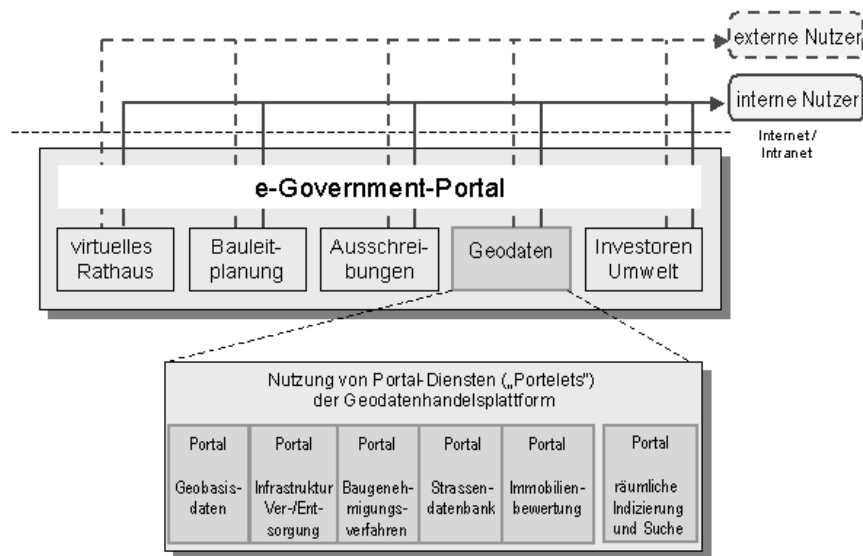 externe Nutzer
interne Nutzer
Internet /
Intranet
e-Government-Portal
virtuelles
Rathaus
Bauleit-
planung
Ausschrei-
bungen
Geodaten
Investoren
Umwelt
Nutzung von Portal-Diensten („Portelets")
der Geodatenhandelsplattform
Portal
Geobasis-
daten
Portal
Infrastruktur
Ver-/Ent-
sorgung
Portal
Baugeneh-
migungs-
verfahren
Portal
Strassen-
datenbank
Portal
Immobilien-
bewertung
Portal
räumliche
Indizierung
und Suche